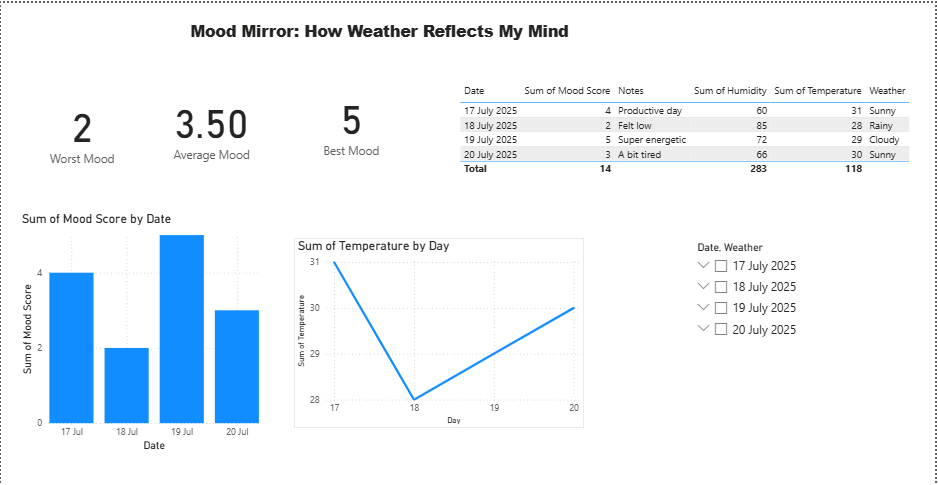 Mood Mirror: How Weather Reflects My Mind
2
Worst Mood
3.50
Average Mood
5
Best Mood
Date Sum of Mood Score Notes Sum of Humidity Sum of Temperature Weather
17 July 2025 4 Productive day 60 31 Sunny
18 July 2025 2 Felt low 85 28 Rainy
19 July 2025 5 Super energetic 72 29 Cloudy
20 July 2025 3 A bit tired 66 30 Sunny
Total 14 283 118
Sum of Mood Score by Date
Sum of Mood Score
4
2
0
17 Jul 18 Jul 19 Jul 20 Jul
Date
Sum of Temperature by Day
Sum of Temperature
31
30
29
28
17 18 19 20
Day
Date, Weather
17 July 2025
18 July 2025
19 July 2025
20 July 2025